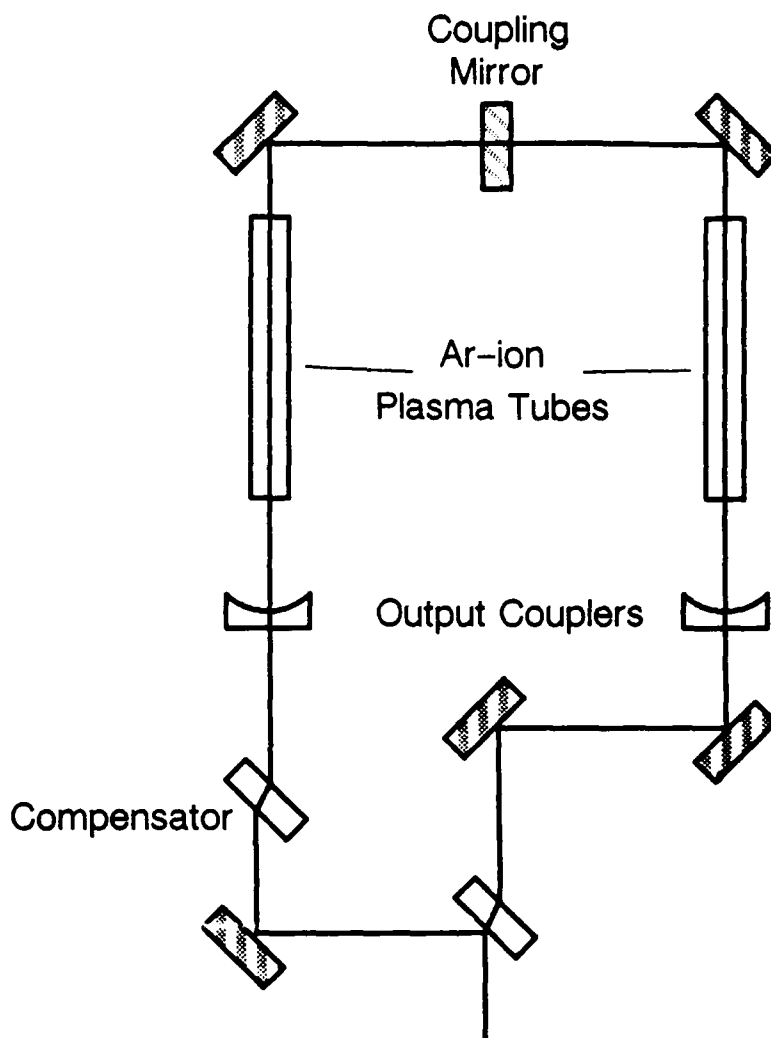 Coupling
Mirror
Ar-ion
Plasma Tubes
Output Couplers
Compensator